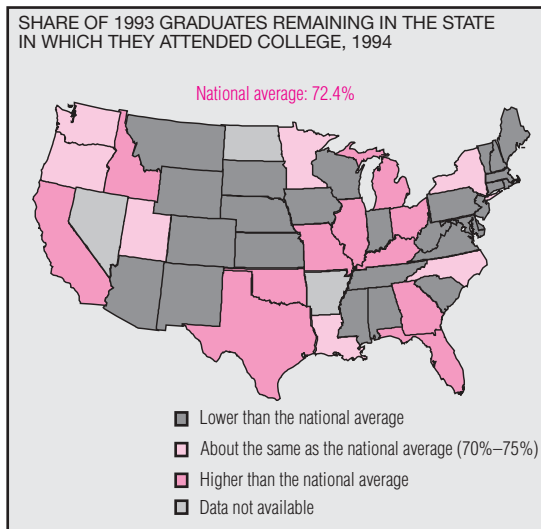 SHARE OF 1993 GRADUATES REMAINING IN THE STATE
IN WHICH THEY ATTENDED COLLEGE, 1994
National average: 72.4%
Lower than the national average
About the same as the national average (70%–75%)
Higher than the national average
Data not available